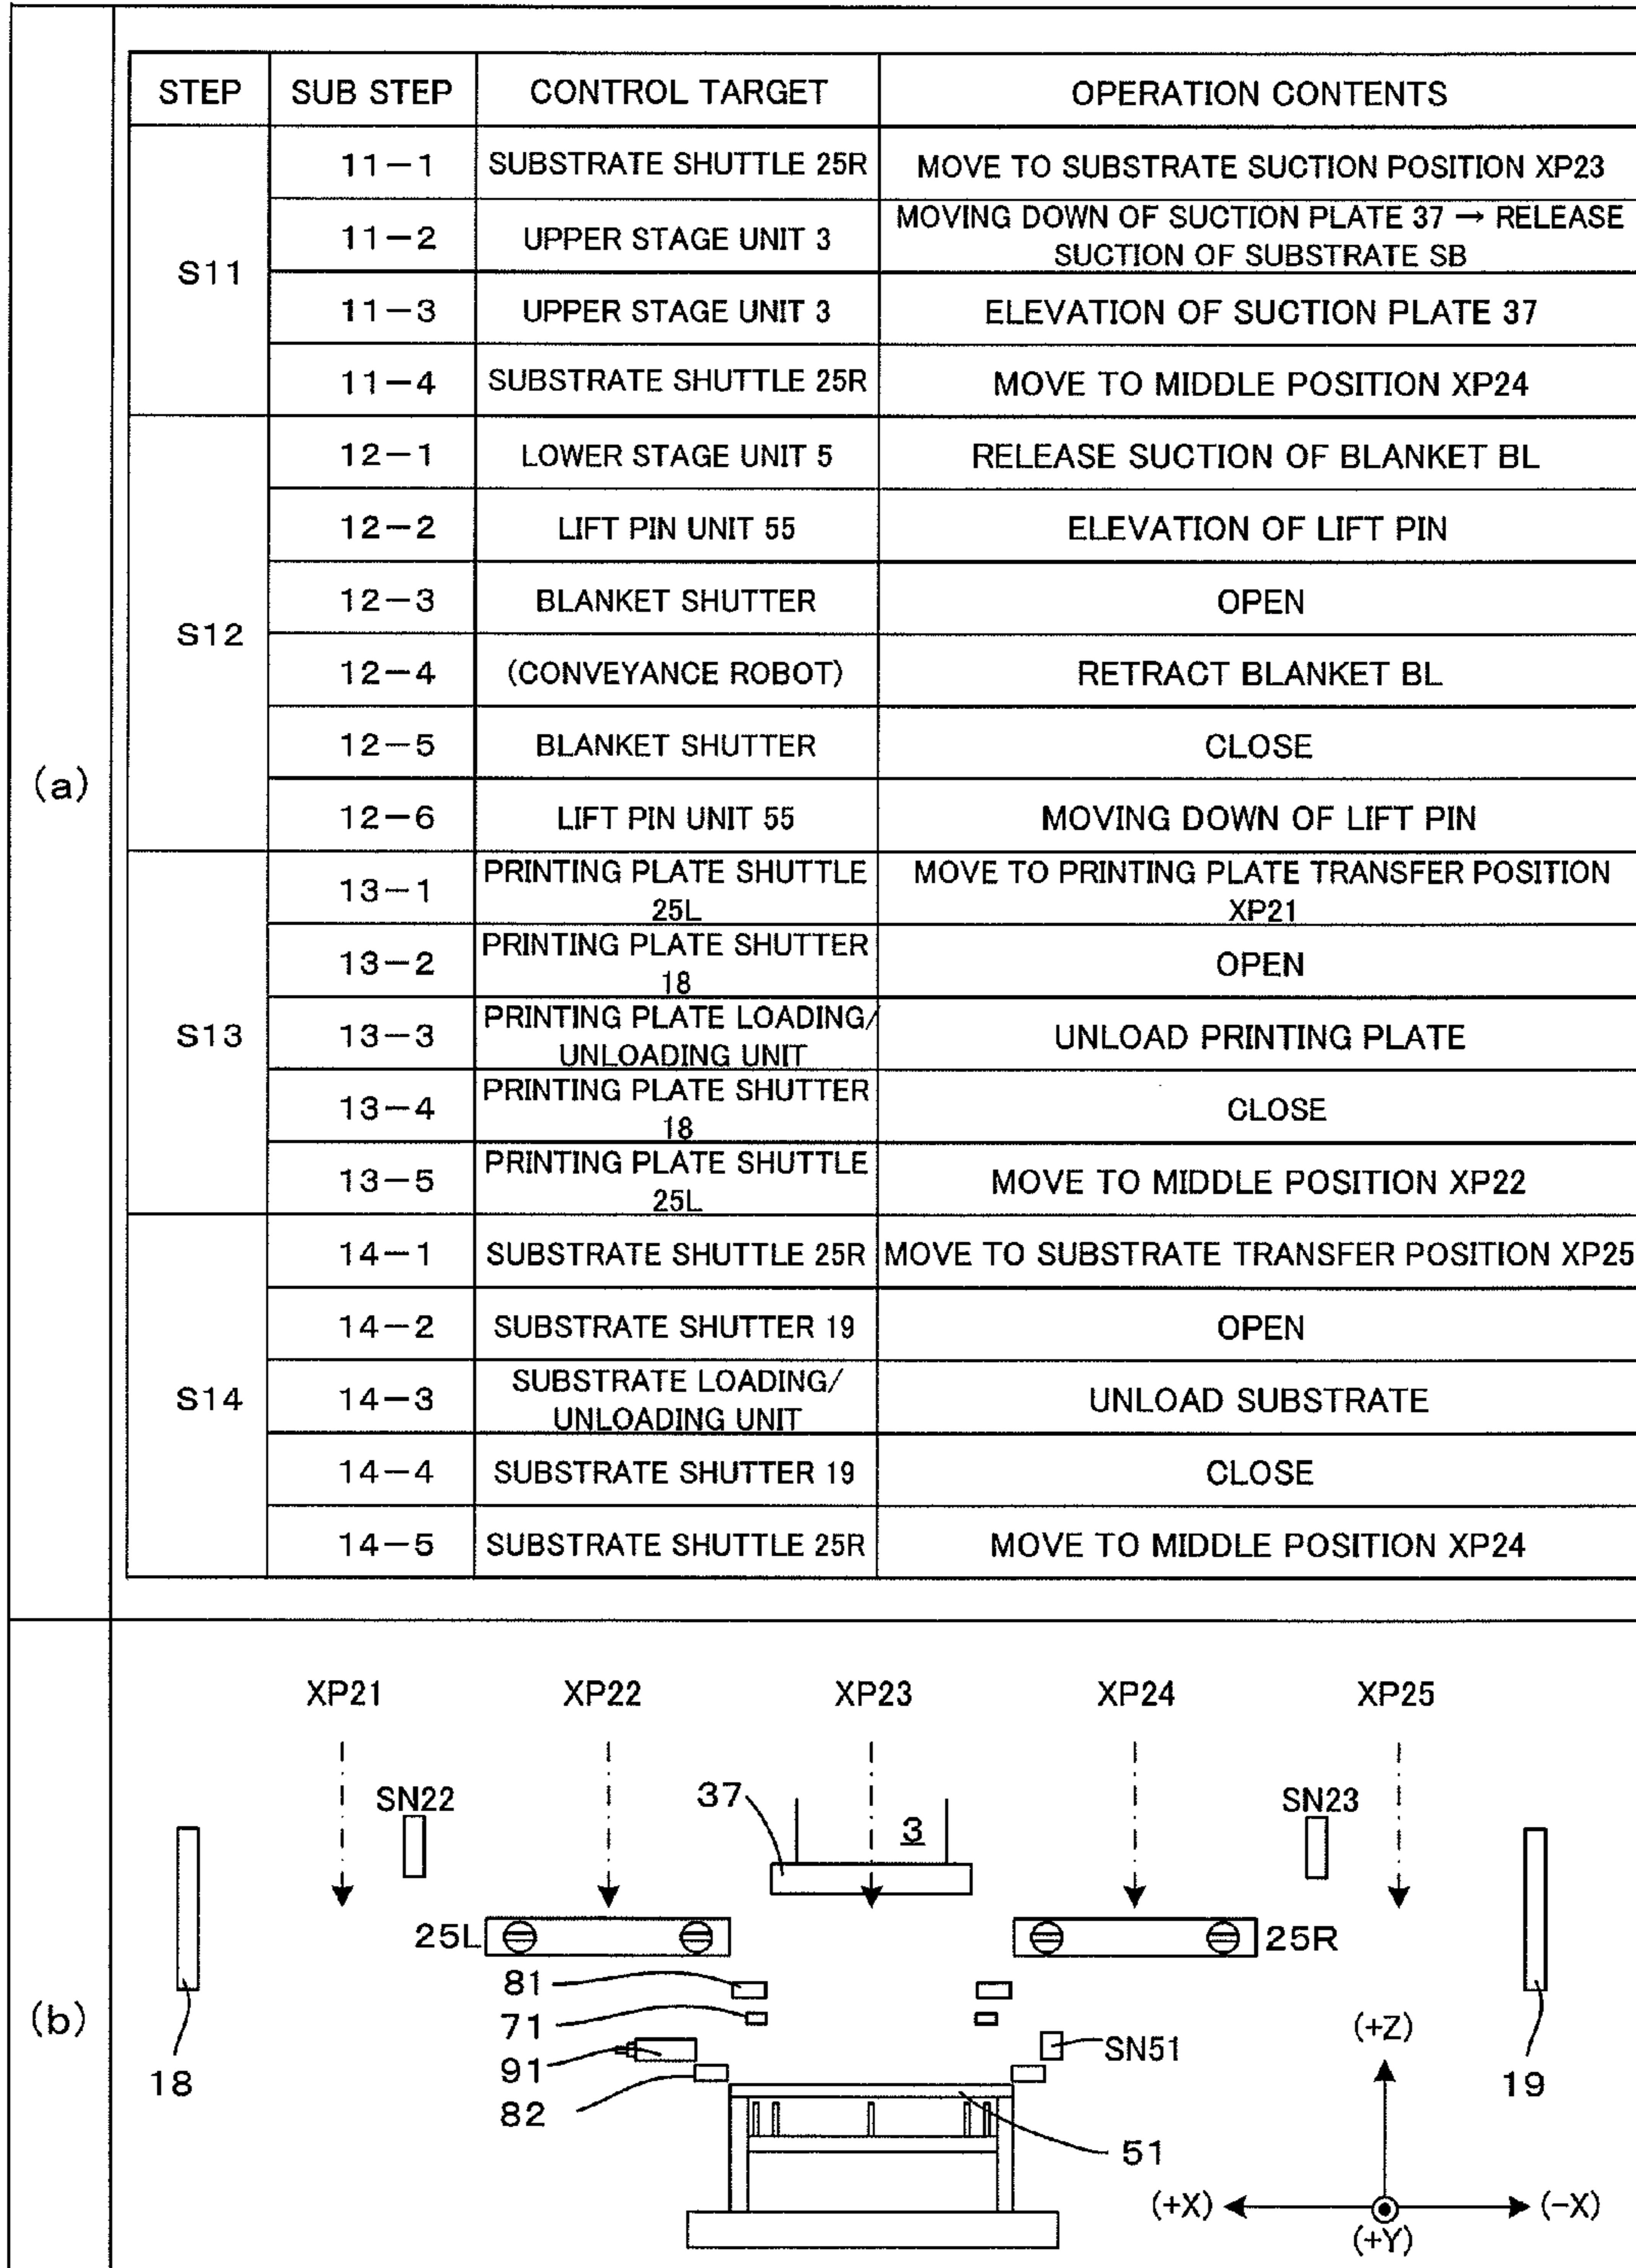 (a)
STEP SUB STEP CONTROL TARGET OPERATION CONTENTS
S11
11-1 SUBSTRATE SHUTTLE 25R MOVE TO SUBSTRATE SUCTION POSITION XP23
11-2 UPPER STAGE UNIT 3 MOVING DOWN OF SUCTION PLATE 37 → RELEASE
SUCTION OF SUBSTRATE SB
11-3 UPPER STAGE UNIT 3 ELEVATION OF SUCTION PLATE 37
11-4 SUBSTRATE SHUTTLE 25R MOVE TO MIDDLE POSITION XP24
S12
12-1 LOWER STAGE UNIT 5 RELEASE SUCTION OF BLANKET BL
12-2 LIFT PIN UNIT 55 ELEVATION OF LIFT PIN
12-3 BLANKET SHUTTER OPEN
12-4 (CONVEYANCE ROBOT) RETRACT BLANKET BL
12-5 BLANKET SHUTTER CLOSE
12-6 LIFT PIN UNIT 55 MOVING DOWN OF LIFT PIN
S13
13-1 PRINTING PLATE SHUTTLE
25L
MOVE TO PRINTING PLATE TRANSFER POSITION
XP21
13-2 PRINTING PLATE SHUTTER
18
OPEN
13-3 PRINTING PLATE LOADING/
UNLOADING UNIT
UNLOAD PRINTING PLATE
13-4 PRINTING PLATE SHUTTER
18
CLOSE
13-5 PRINTING PLATE SHUTTLE
25L
MOVE TO MIDDLE POSITION XP22
S14
14-1 SUBSTRATE SHUTTLE 25R MOVE TO SUBSTRATE TRANSFER POSITION XP25
14-2 SUBSTRATE SHUTTER 19 OPEN
14-3 SUBSTRATE LOADING/
UNLOADING UNIT
UNLOAD SUBSTRATE
14-4 SUBSTRATE SHUTTER 19 CLOSE
14-5 SUBSTRATE SHUTTLE 25R MOVE TO MIDDLE POSITION XP24
(b)
XP21 XP22 XP23 XP24 XP25
SN22 37 3 SN23
25L 25R
81
71
91 SN51
82
18 19
51
(+Z)
(+X) (-X)
(+Y)